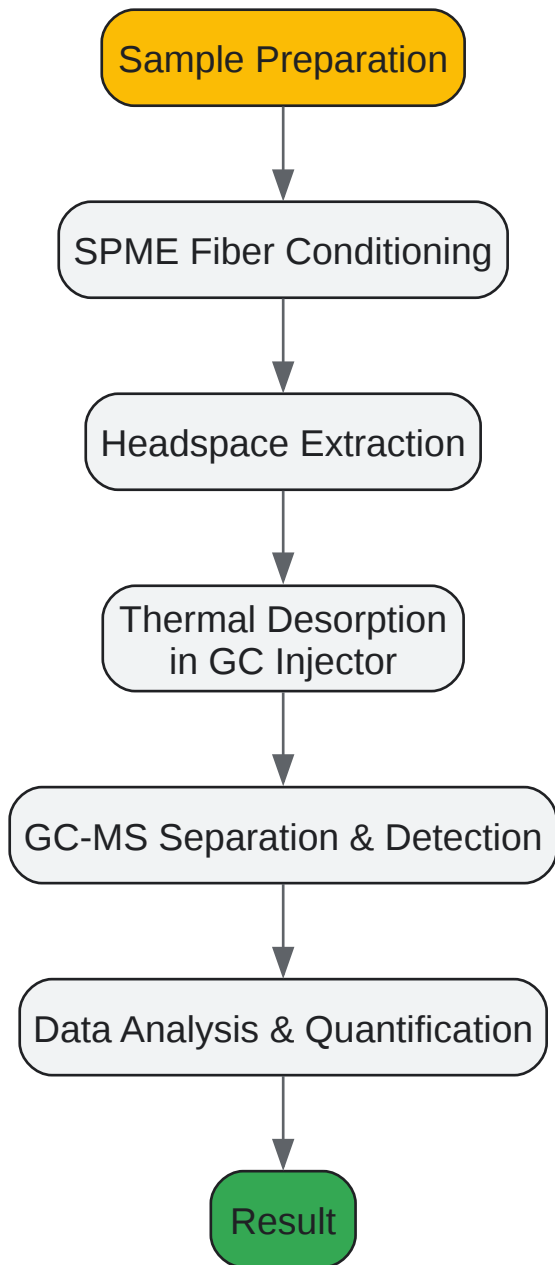 Sample Preparation
SPME Fiber Conditioning
Headspace Extraction
Thermal Desorption
in GC Injector
GC-MS Separation & Detection
Data Analysis & Quantification
Result